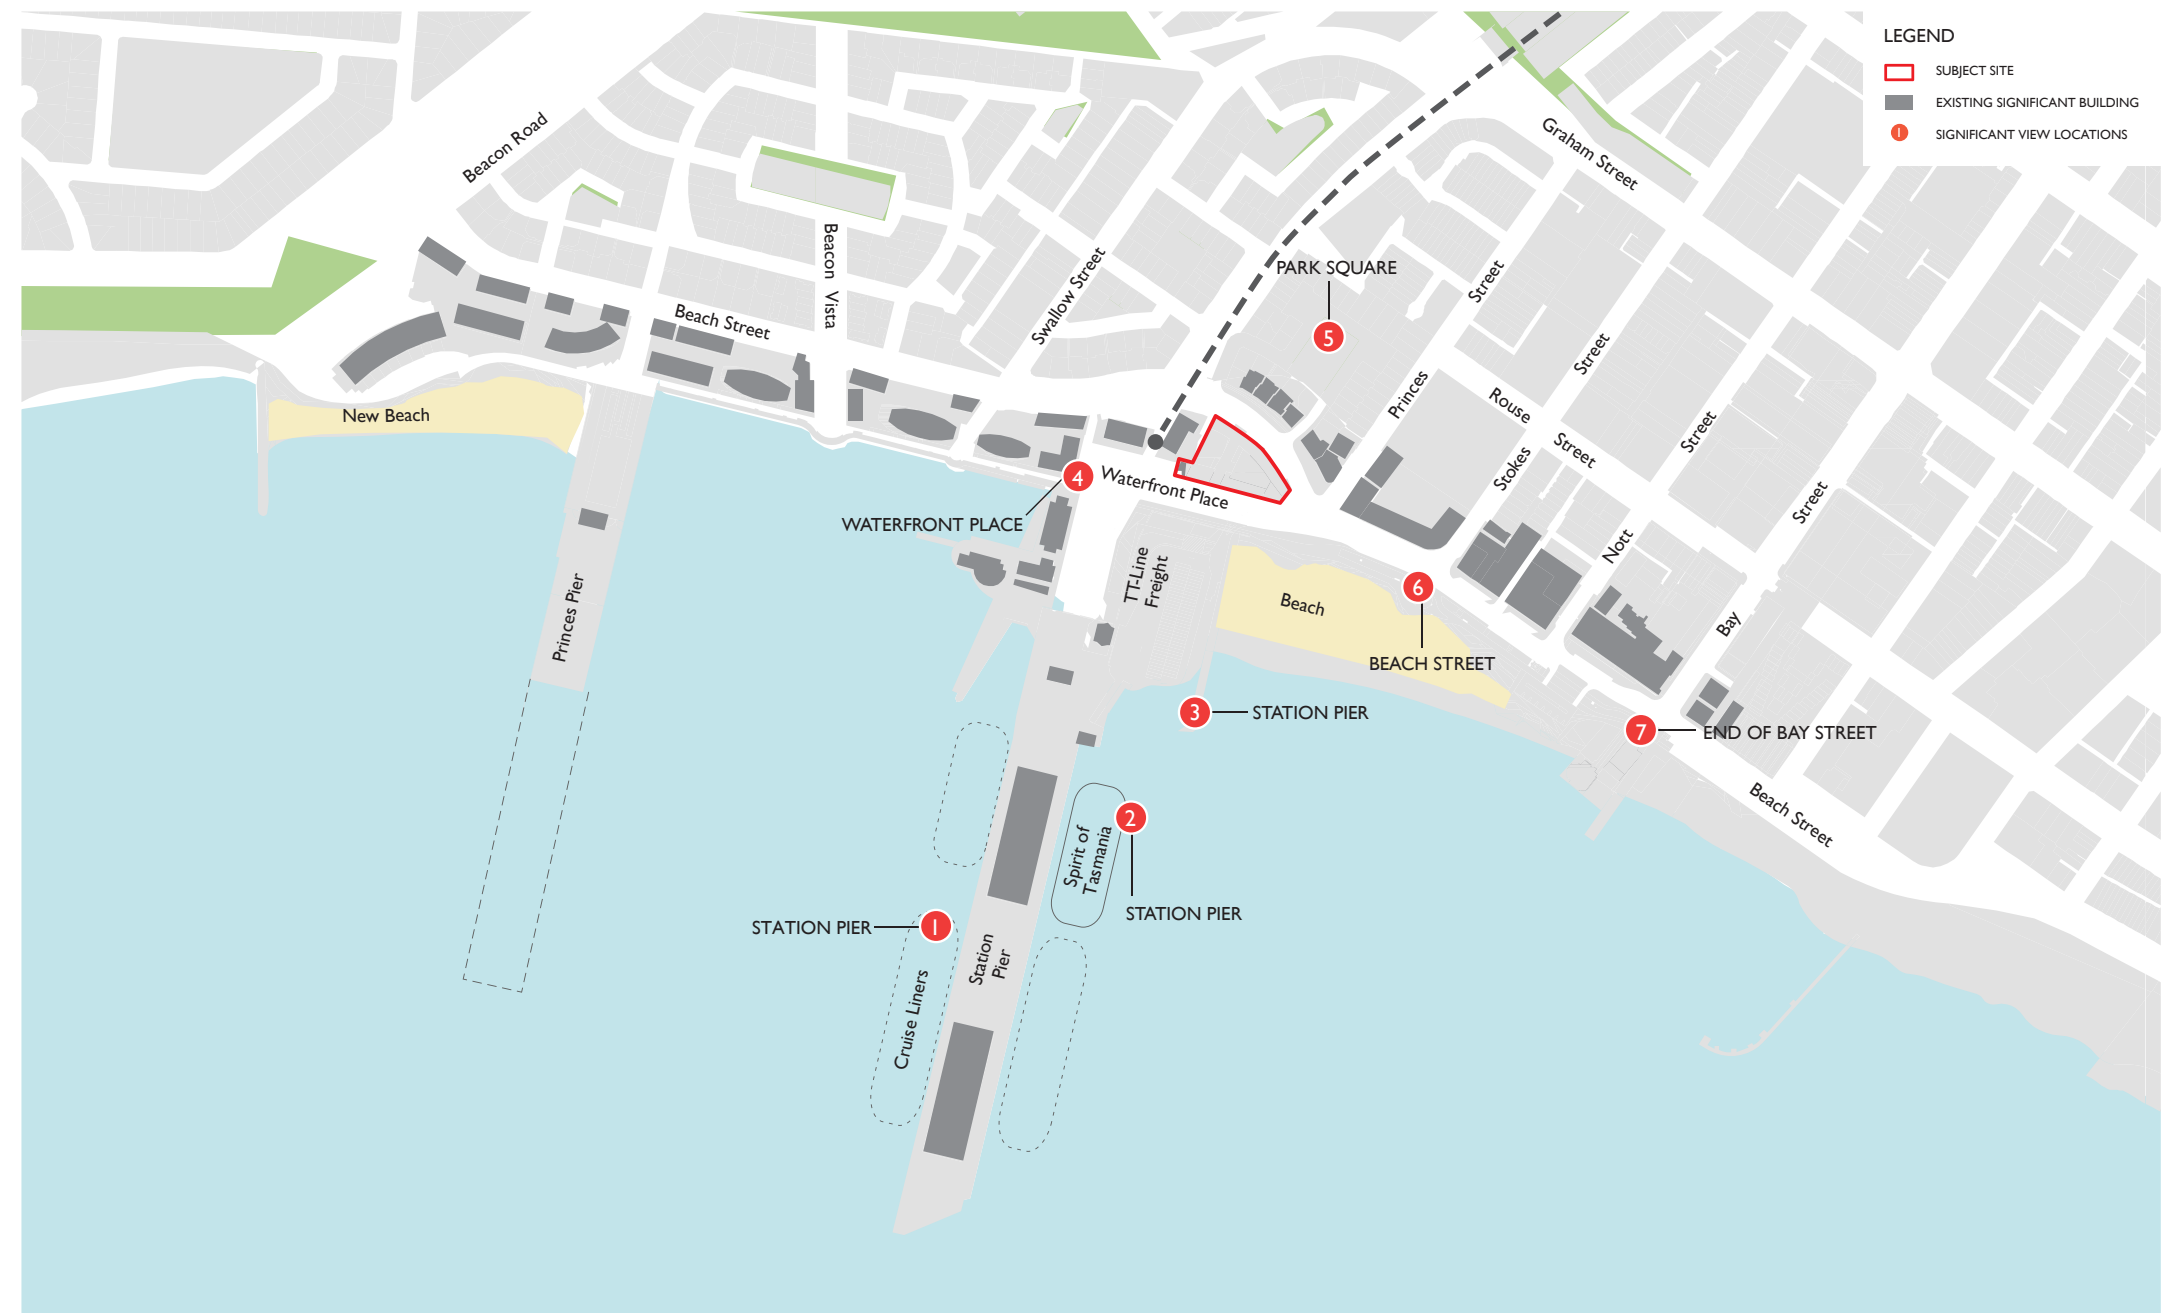 LEGEND
SUBJECT SITE
EXISTING SIGNIFICANT BUILDING
1 SIGNIFICANT VIEW LOCATIONS
Beacon Road
Graham Street
Beacon Vista
Swallow Street
PARK SQUARE
5
Street
Beach Street
Street
Princes
Rouse
Street
Street
New Beach
Stokes
4
Waterfront Place
WATERFRONT PLACE
Street
Nott
TT-Line
Freight
Beach
6
BEACH STREET
Bay
Princes Pier
3
STATION PIER
7
END OF BAY STREET
Beach Street
2
Spirit of
Tasmania
STATION PIER
STATION PIER
1
Station
Pier
Cruise Liners